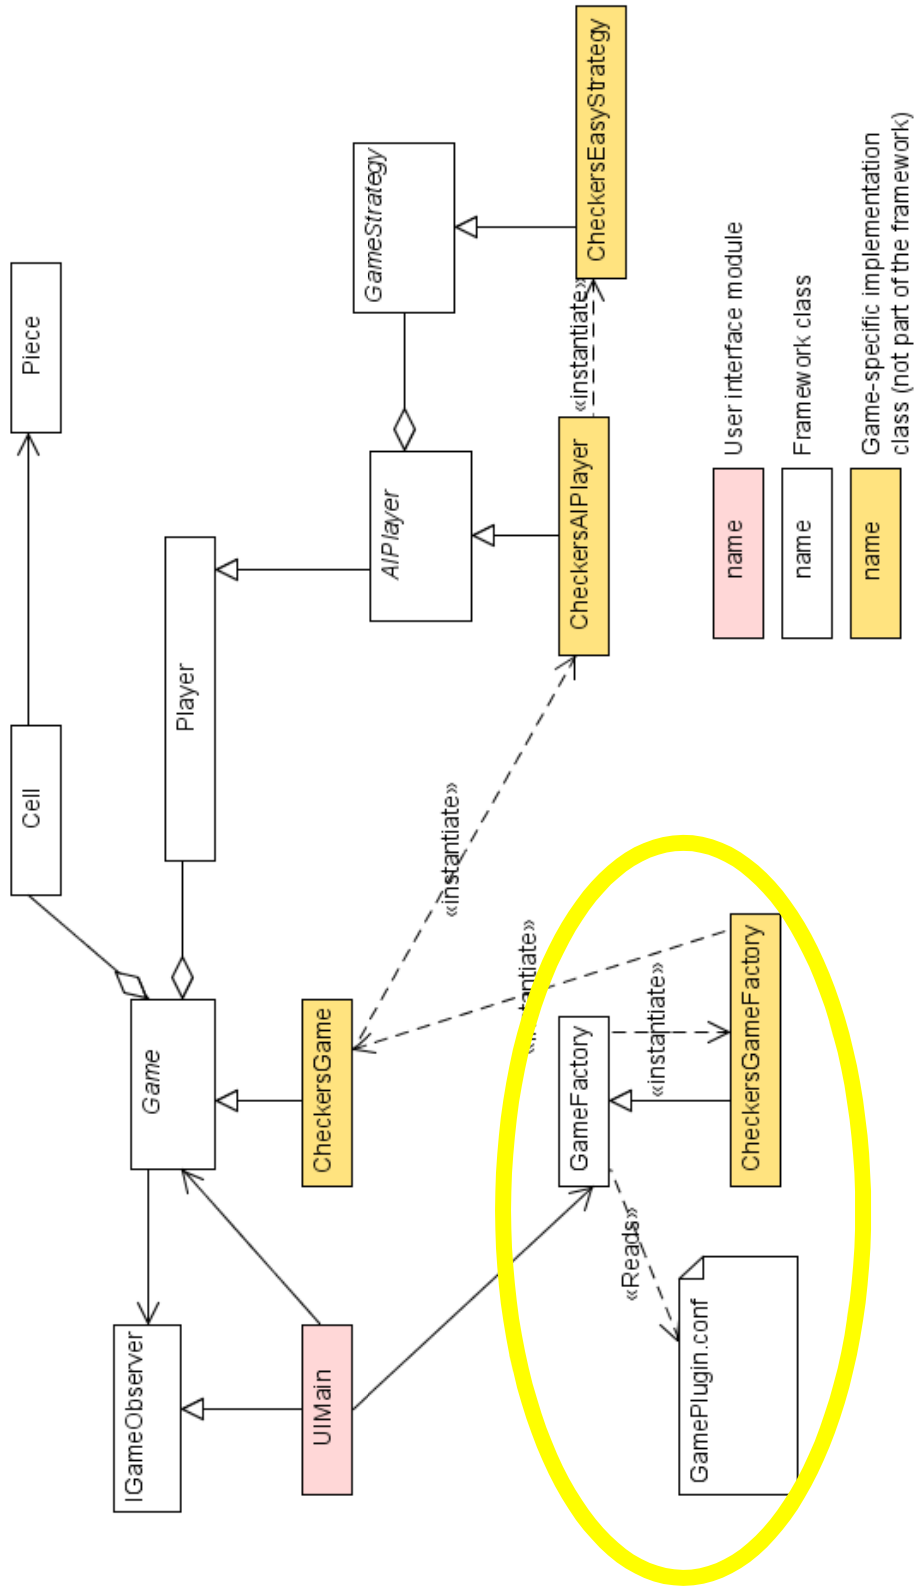 Cell
Piece
IGameObserver
Game
Player
UIMain
CheckersGame
AIPlayer
GameStrategy
«instantiate»
«instantiate»
GameFactory
CheckersAIPlayer
«instantiate»
CheckersEasyStrategy
«Reads»
«instantiate»
GamePlugin.conf
CheckersGameFactory
name
User interface module
name
Framework class
name
Game-specific implementation
class (not part of the framework)